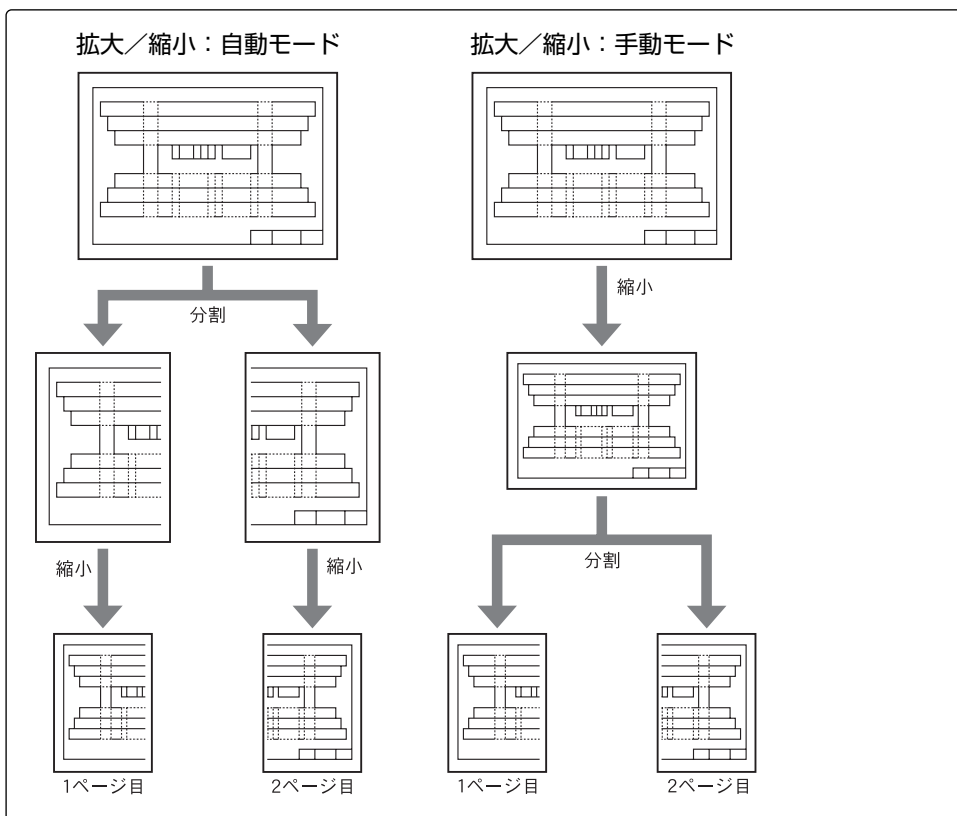 拡大／縮小：自動モード
分割
縮小
縮小
1ページ目
2ページ目
拡大／縮小：手動モード
縮小
分割
1ページ目
2ページ目